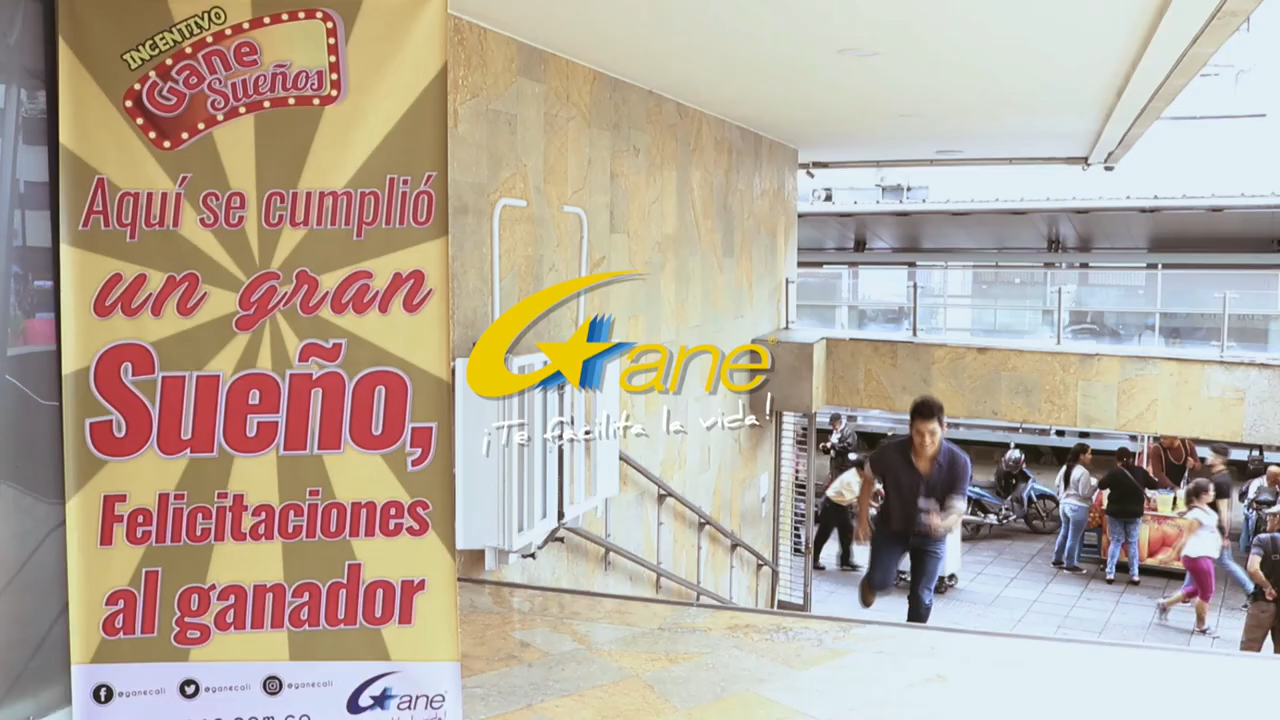 INCENTIVO
Gane
Sueños
Aquí se cumplió
un gran
Sueño,
Felicitaciones
al ganador
@ganecali @ganecali @ganecali
Gane
Gane
¡Te facilita la vida!